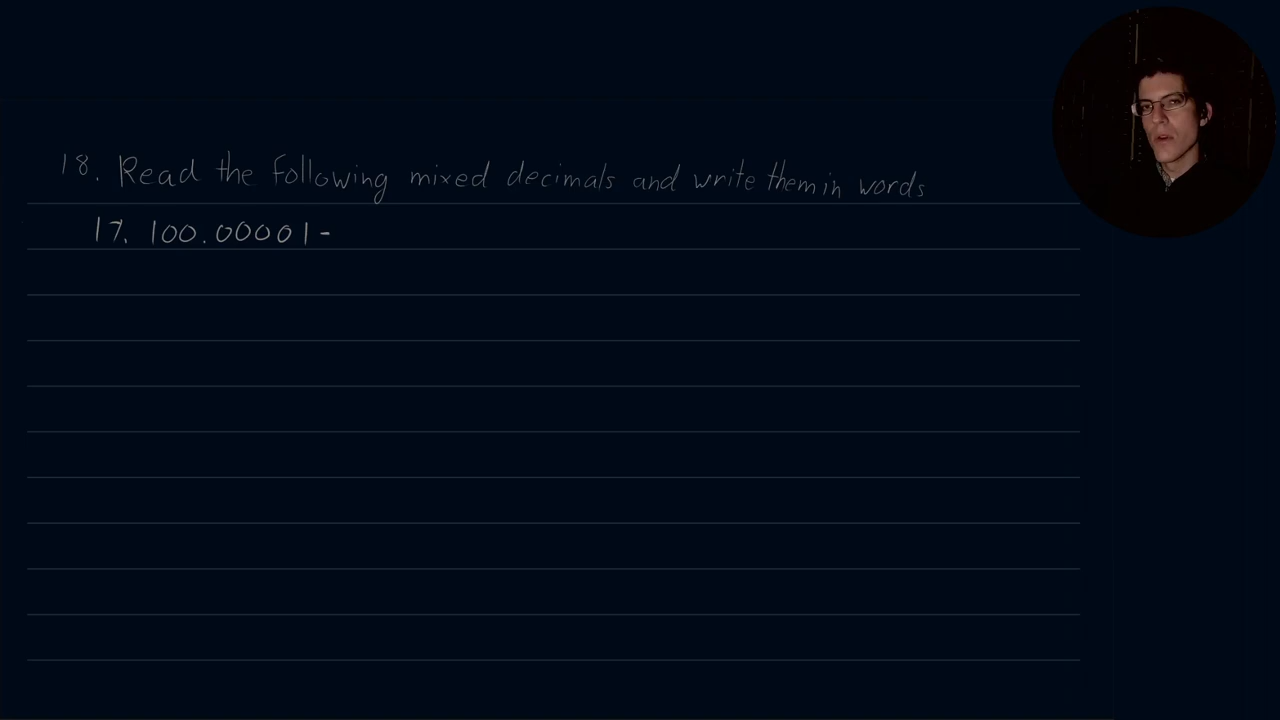 18. Read the following mixed decimals and write them in words
17. 100.00001-